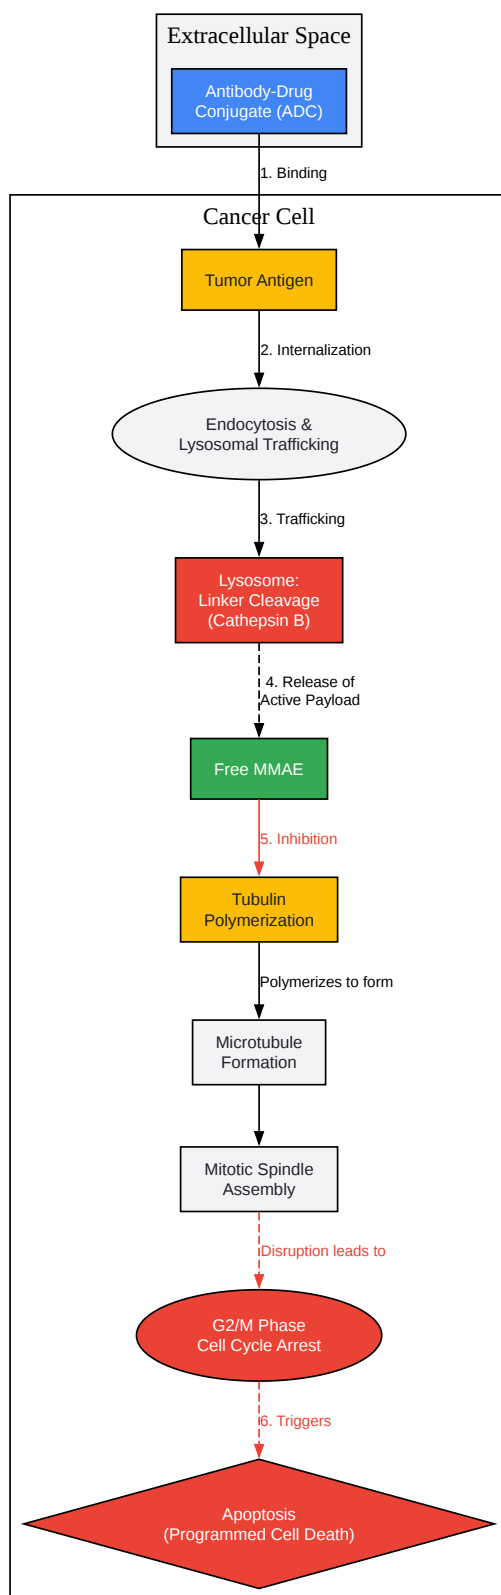 Extracellular Space
Antibody-Drug
Conjugate (ADC)
1. Binding
Cancer Cell
Tumor Antigen
2. Internalization
Endocytosis &
Lysosomal Trafficking
3. Trafficking
Lysosome:
Linker Cleavage
(Cathepsin B)
4. Release of
Active Payload
Free MMAE
5. Inhibition
Tubulin
Polymerization
Polymerizes to form
Microtubule
Formation
Mitotic Spindle
Assembly
Disruption leads to
G2/M Phase
Cell Cycle Arrest
6. Triggers
Apoptosis
(Programmed Cell Death)